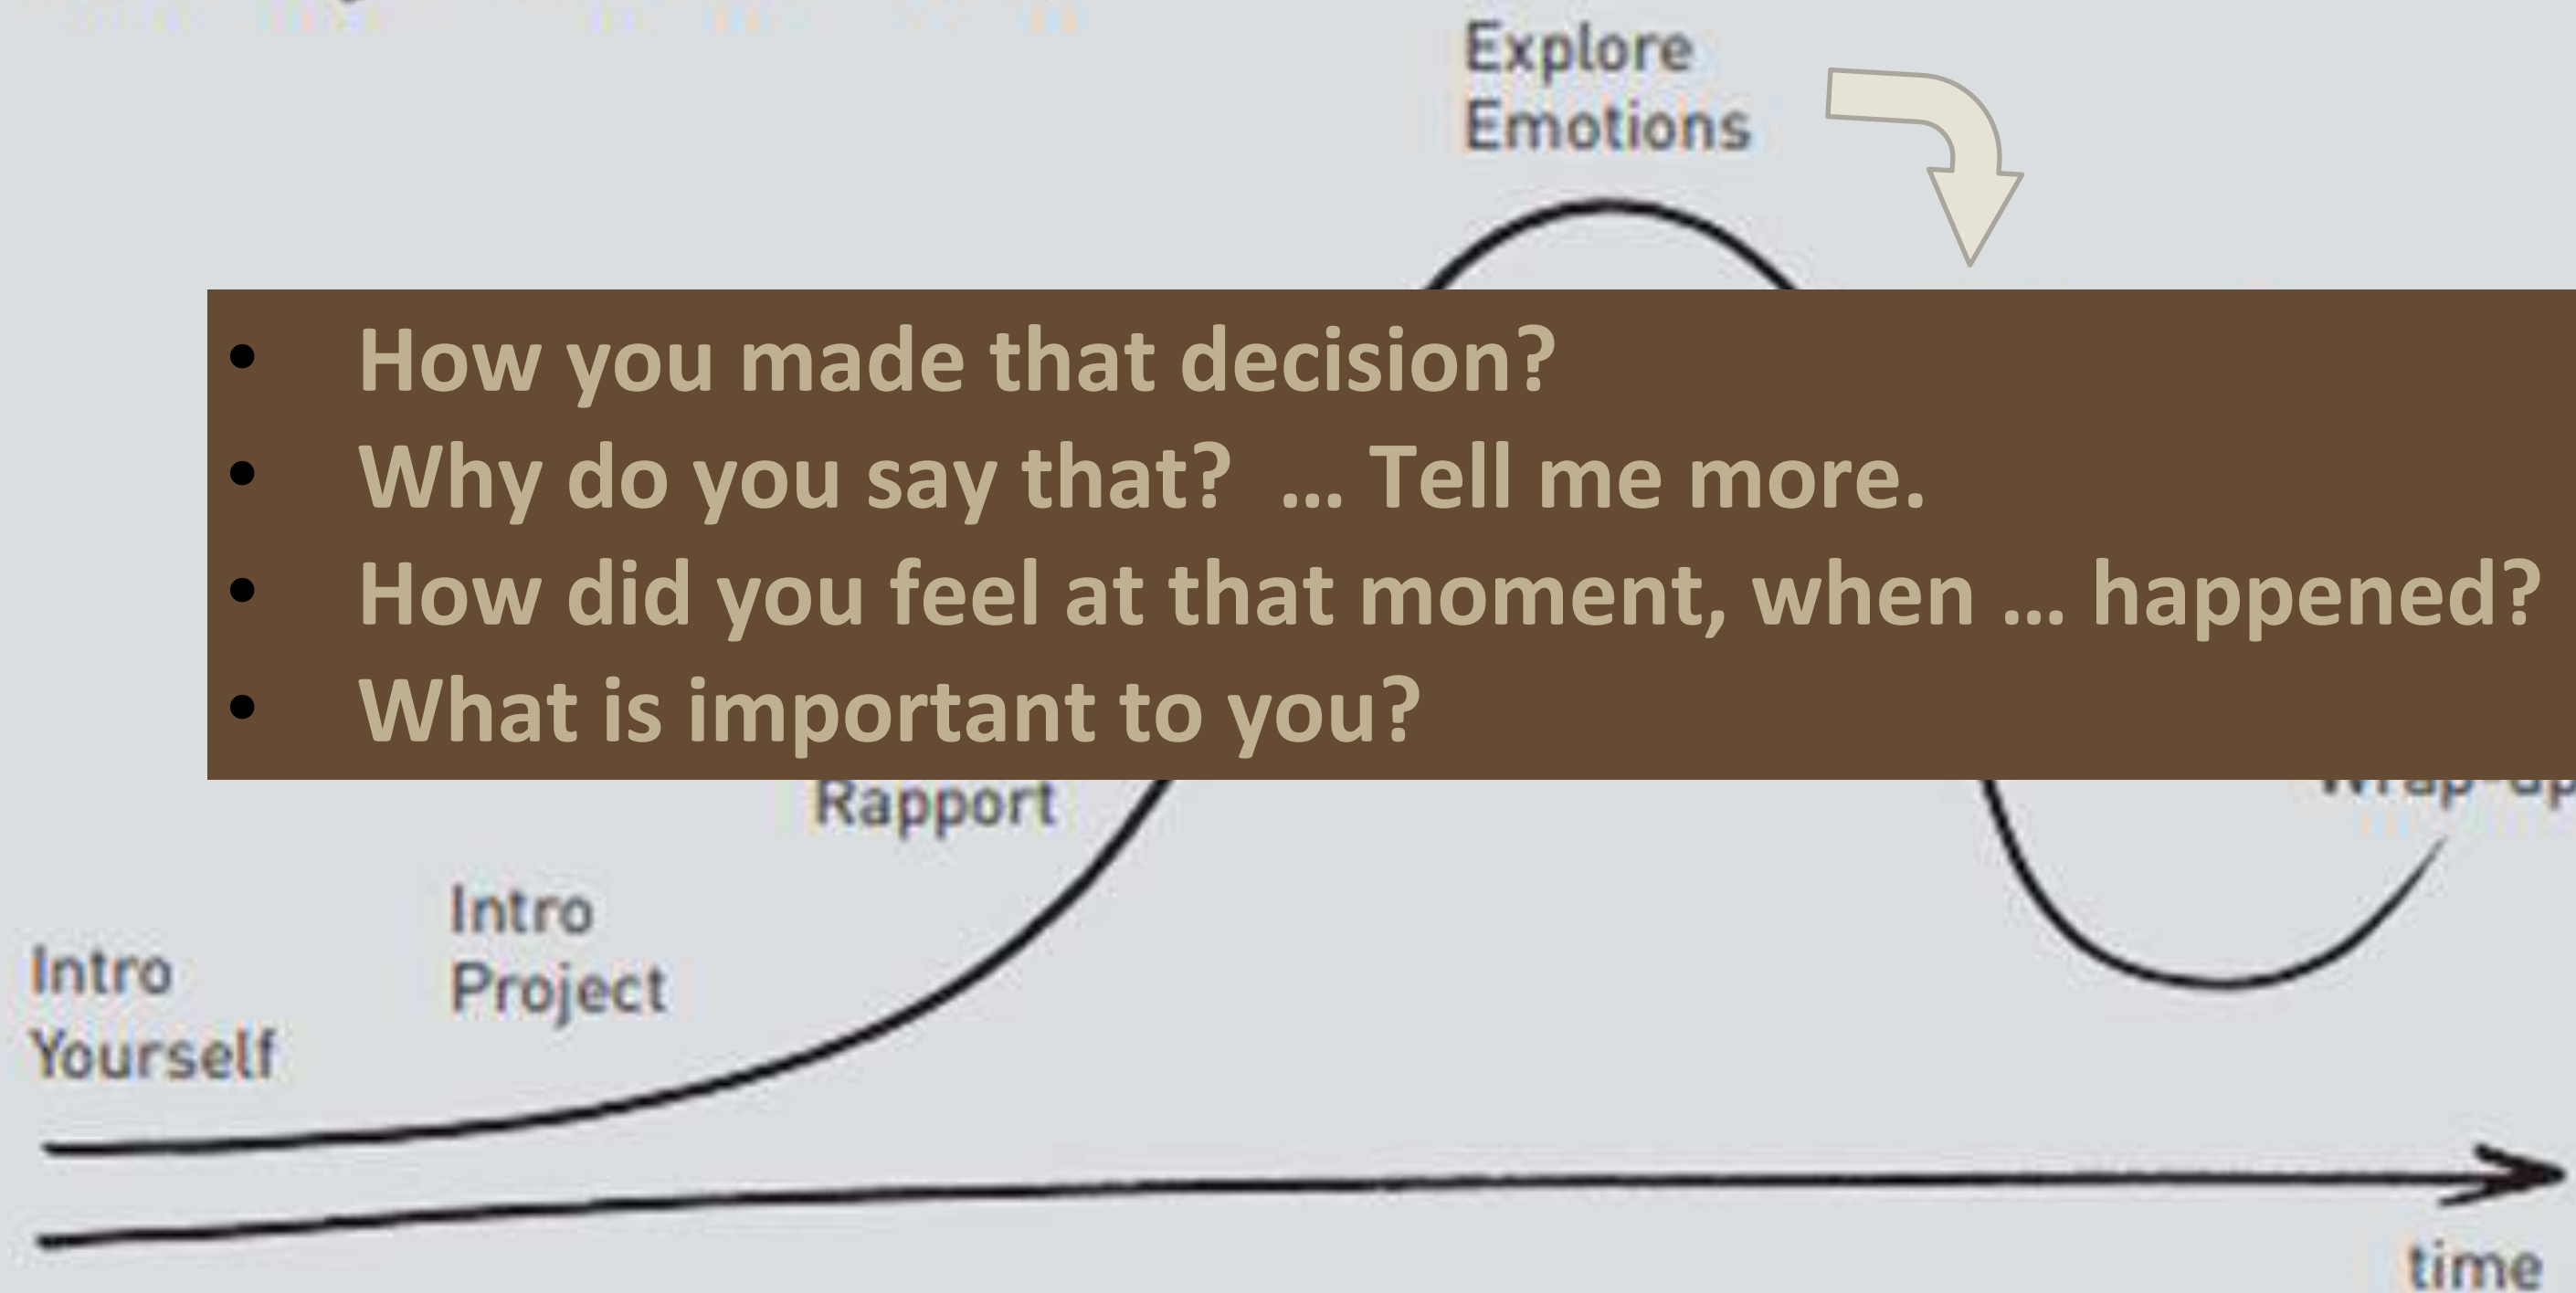 Explore
Emotions
• How you made that decision?
• Why do you say that? … Tell me more.
• How did you feel at that moment, when … happened?
• What is important to you?
Rapport
Intro
Project
Intro
Yourself
time